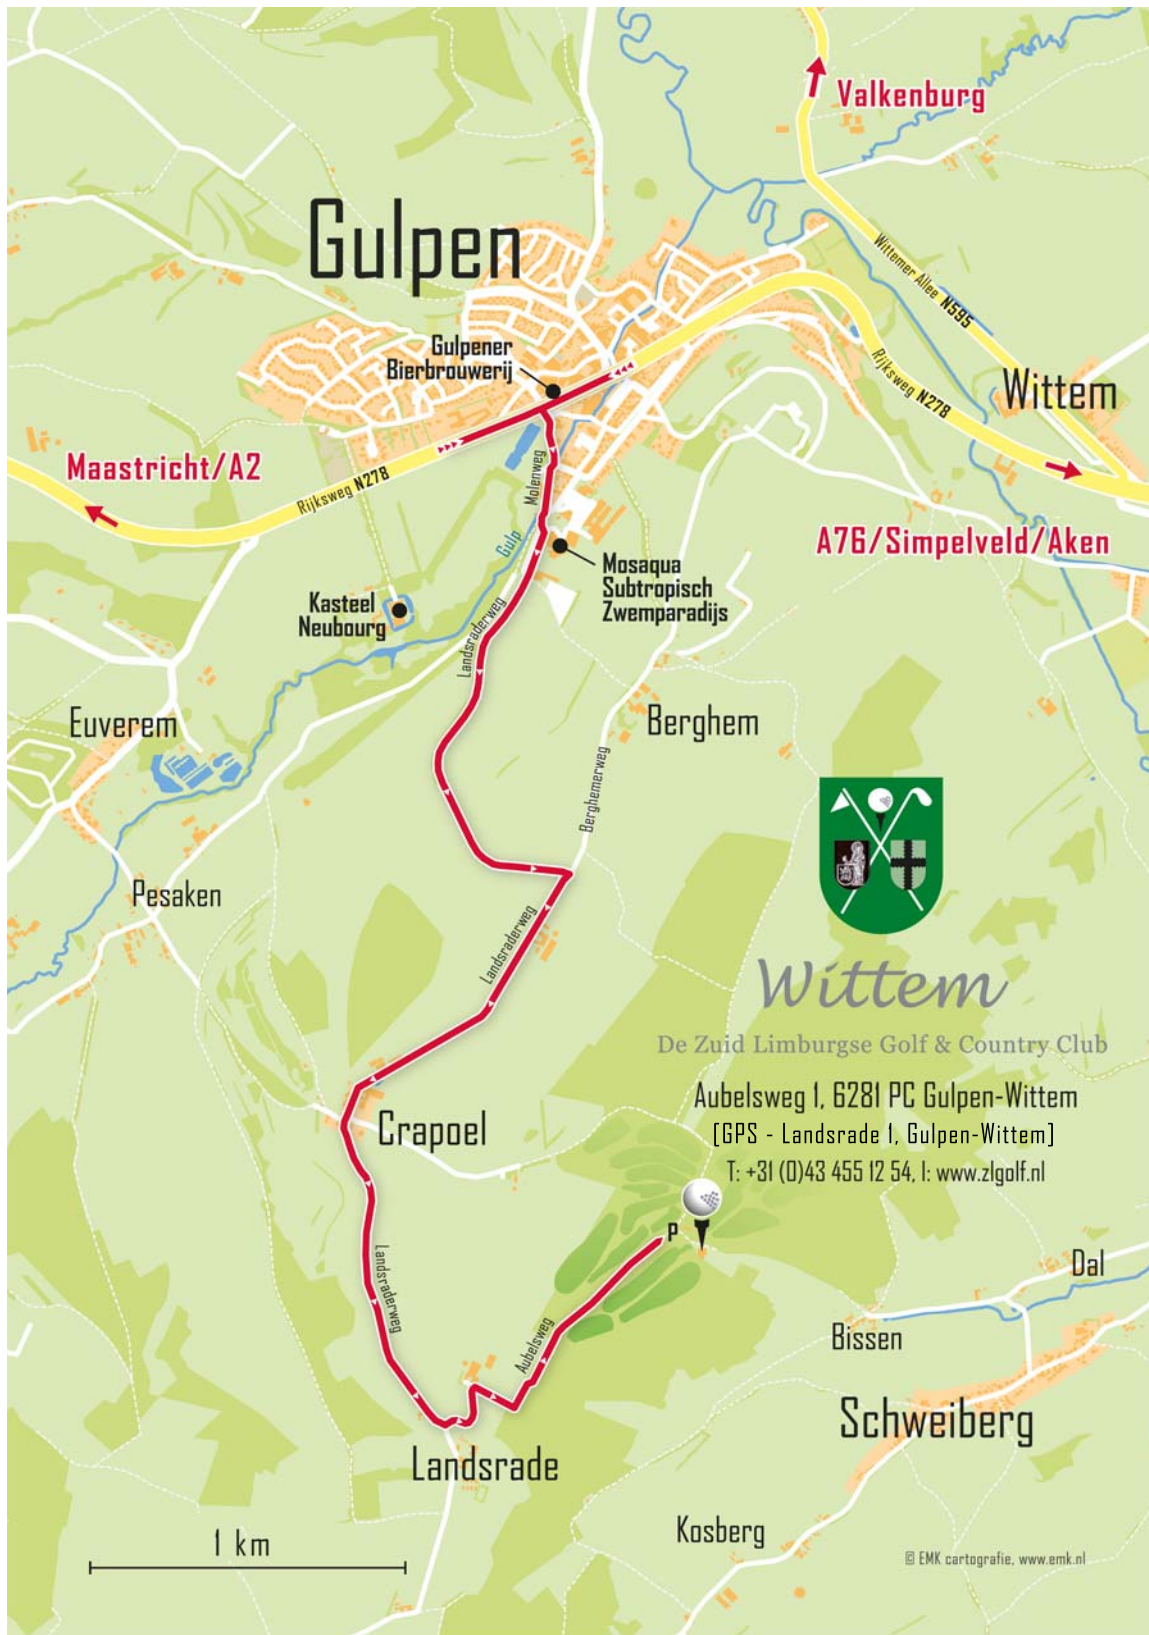 Valkenburg
Gulpen
Wittemer Allee N595
Gulpener
Bierbrouwerij
Rijksweg N278
Wittem
Maastricht/A2
Rijksweg N278
Molenweg
A76/Simpelveld/Aken
Gulp
Mosaqua
Subtropisch
Zwemparadijs
Kasteel
Neubourg
Landsraderweg
Euverem
Berghem
Berghemerweg
Pesaken
Landsraderweg
Wittem
De Zuid Limburgse Golf & Country Club
Aubelsweg 1, 6281 PC Gulpen-Wittem
[GPS - Landsrade 1, Gulpen-Wittem]
T: +31 (0)43 455 12 54, I: www.zlgolf.nl
Crapoel
P
Landsraderweg
Dal
Bissen
Aubelsweg
Schweiberg
Landsrade
Kosberg
1 km
© EMK cartografie, www.emk.nl